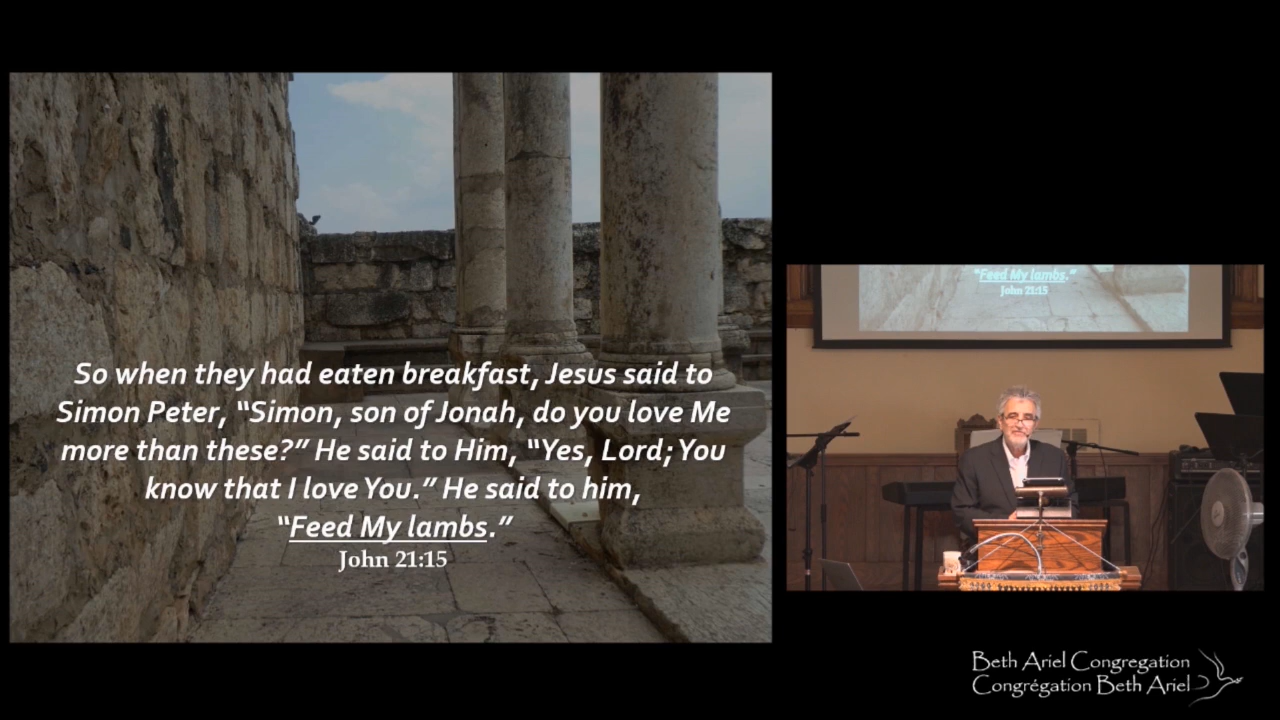 So when they had eaten breakfast, Jesus said to
Simon Peter, “Simon, son of Jonah, do you love Me
more than these?” He said to Him, “Yes, Lord; You
know that I love You.” He said to him,
“Feed My lambs.”
John 21:15
“Feed My lambs.”
John 21:15
Beth Ariel Congregation
Congrégation Beth Ariel